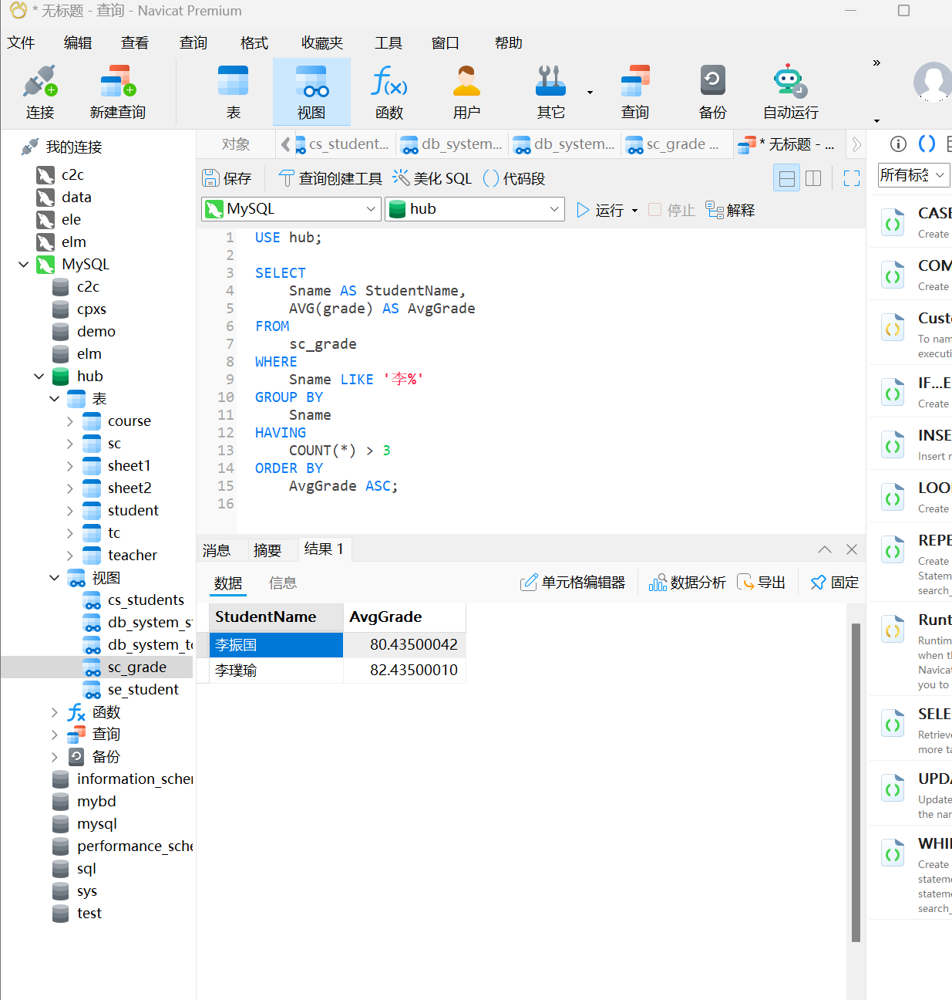 * 无标题 - 查询 - Navicat Premium
文件 编辑 查看 查询 格式 收藏夹 工具 窗口 帮助
连接 新建查询 表 视图 函数 用户 其它 查询 备份 自动运行
我的连接
c2c
data
ele
elm
MySQL
c2c
cpxs
demo
elm
hub
表
course
sc
sheet1
sheet2
student
tc
teacher
视图
cs_students
db_system_s
db_system_t
sc_grade
se_student
函数
查询
备份
information_scher
mybd
mysql
performance_sche
sql
sys
test
对象 cs_student... db_system... db_system... sc_grade ... * 无标题 - ...
保存 查询创建工具 美化 SQL () 代码段
MySQL hub 运行 停止 解释
1 USE hub;
2
3 SELECT
4 Sname AS StudentName,
5 AVG(grade) AS AvgGrade
6 FROM
7 sc_grade
8 WHERE
9 Sname LIKE '李%'
10 GROUP BY
11 Sname
12 HAVING
13 COUNT(*) > 3
14 ORDER BY
15 AvgGrade ASC;
16
消息 摘要 结果 1
数据 信息 单元格编辑器 数据分析 导出 固定
StudentName AvgGrade
李振国 80.43500042
李璞瑜 82.43500010
所有标签
CASE
Create
COM
Create
Cust
To nam
executi
IF...E
Create
INSE
Insert r
LOO
Create
REPE
Create
Statem
search_
Runt
Runtim
when th
Navicat
you to
SELE
Retrieve
more ta
UPDA
Update
the nar
WHI
Create
stateme
stateme
search_